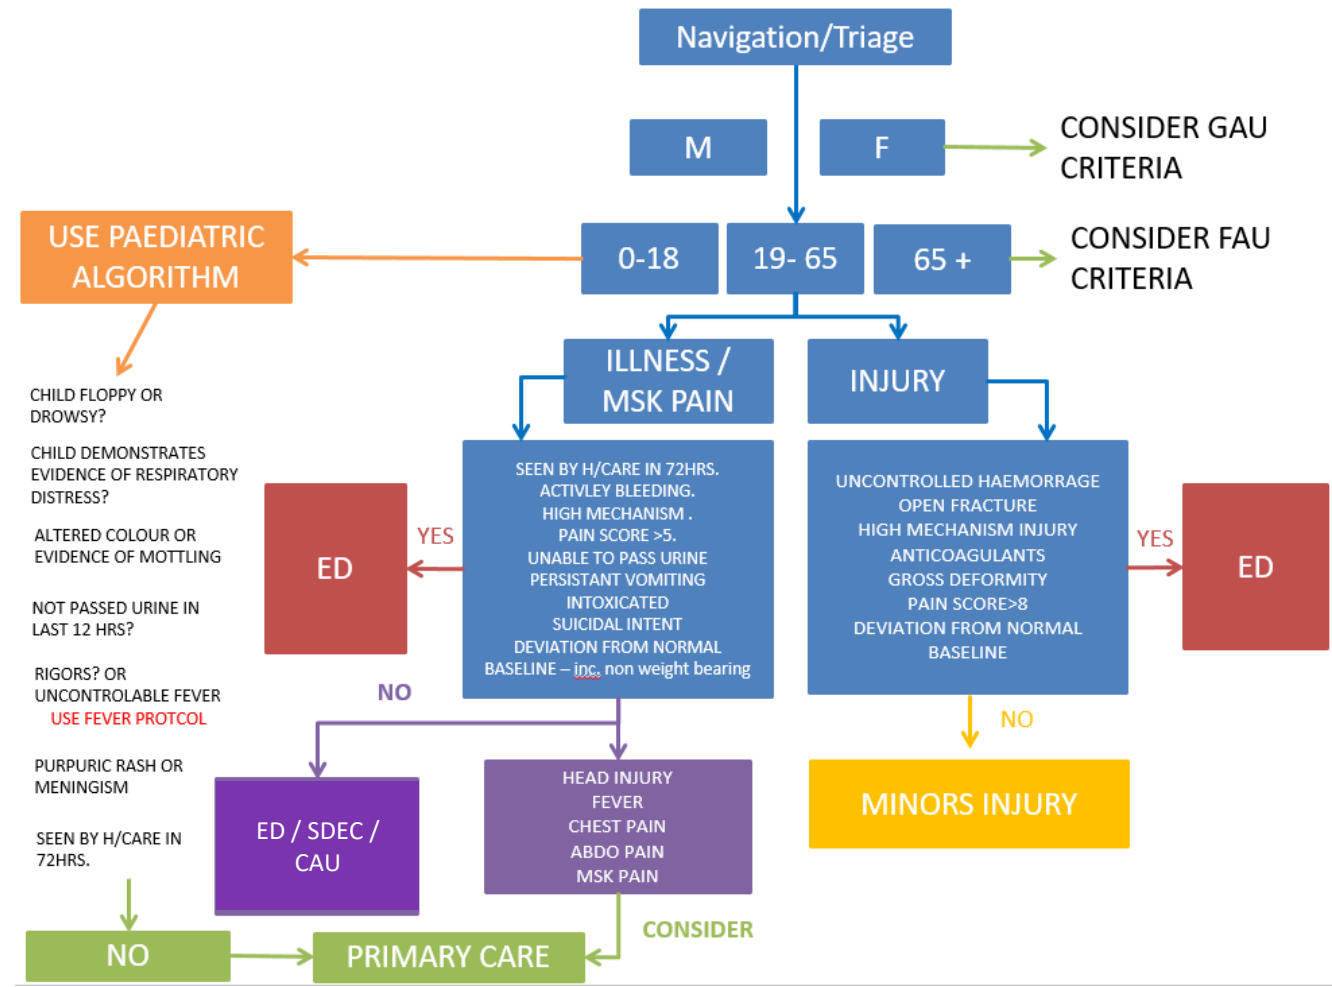 Navigation/Triage
M
F
CONSIDER GAU
CRITERIA
USE PAEDIATRIC
ALGORITHM
0-18
19- 65
65 +
CONSIDER FAU
CRITERIA
ILLNESS /
MSK PAIN
INJURY
CHILD FLOPPY OR
DROWSY?
CHILD DEMONSTRATES
EVIDENCE OF RESPIRATORY
DISTRESS?
ALTERED COLOUR OR
EVIDENCE OF MOTTLING
NOT PASSED URINE IN
LAST 12 HRS?
RIGORS? OR
UNCONTROLABLE FEVER
USE FEVER PROTCOL
PURPURIC RASH OR
MENINGISM
SEEN BY H/CARE IN
72HRS.
NO
ED
YES
SEEN BY H/CARE IN 72HRS.
ACTIVLEY BLEEDING.
HIGH MECHANISM .
PAIN SCORE >5.
UNABLE TO PASS URINE
PERSISTANT VOMITING
INTOXICATED
SUICIDAL INTENT
DEVIATION FROM NORMAL
BASELINE – inc. non weight bearing
UNCONTROLLED HAEMORRAGE
OPEN FRACTURE
HIGH MECHANISM INJURY
ANTICOAGULANTS
GROSS DEFORMITY
PAIN SCORE>8
DEVIATION FROM NORMAL
BASELINE
YES
ED
NO
NO
ED / SDEC /
CAU
HEAD INJURY
FEVER
CHEST PAIN
ABDO PAIN
MSK PAIN
MINORS INJURY
CONSIDER
PRIMARY CARE